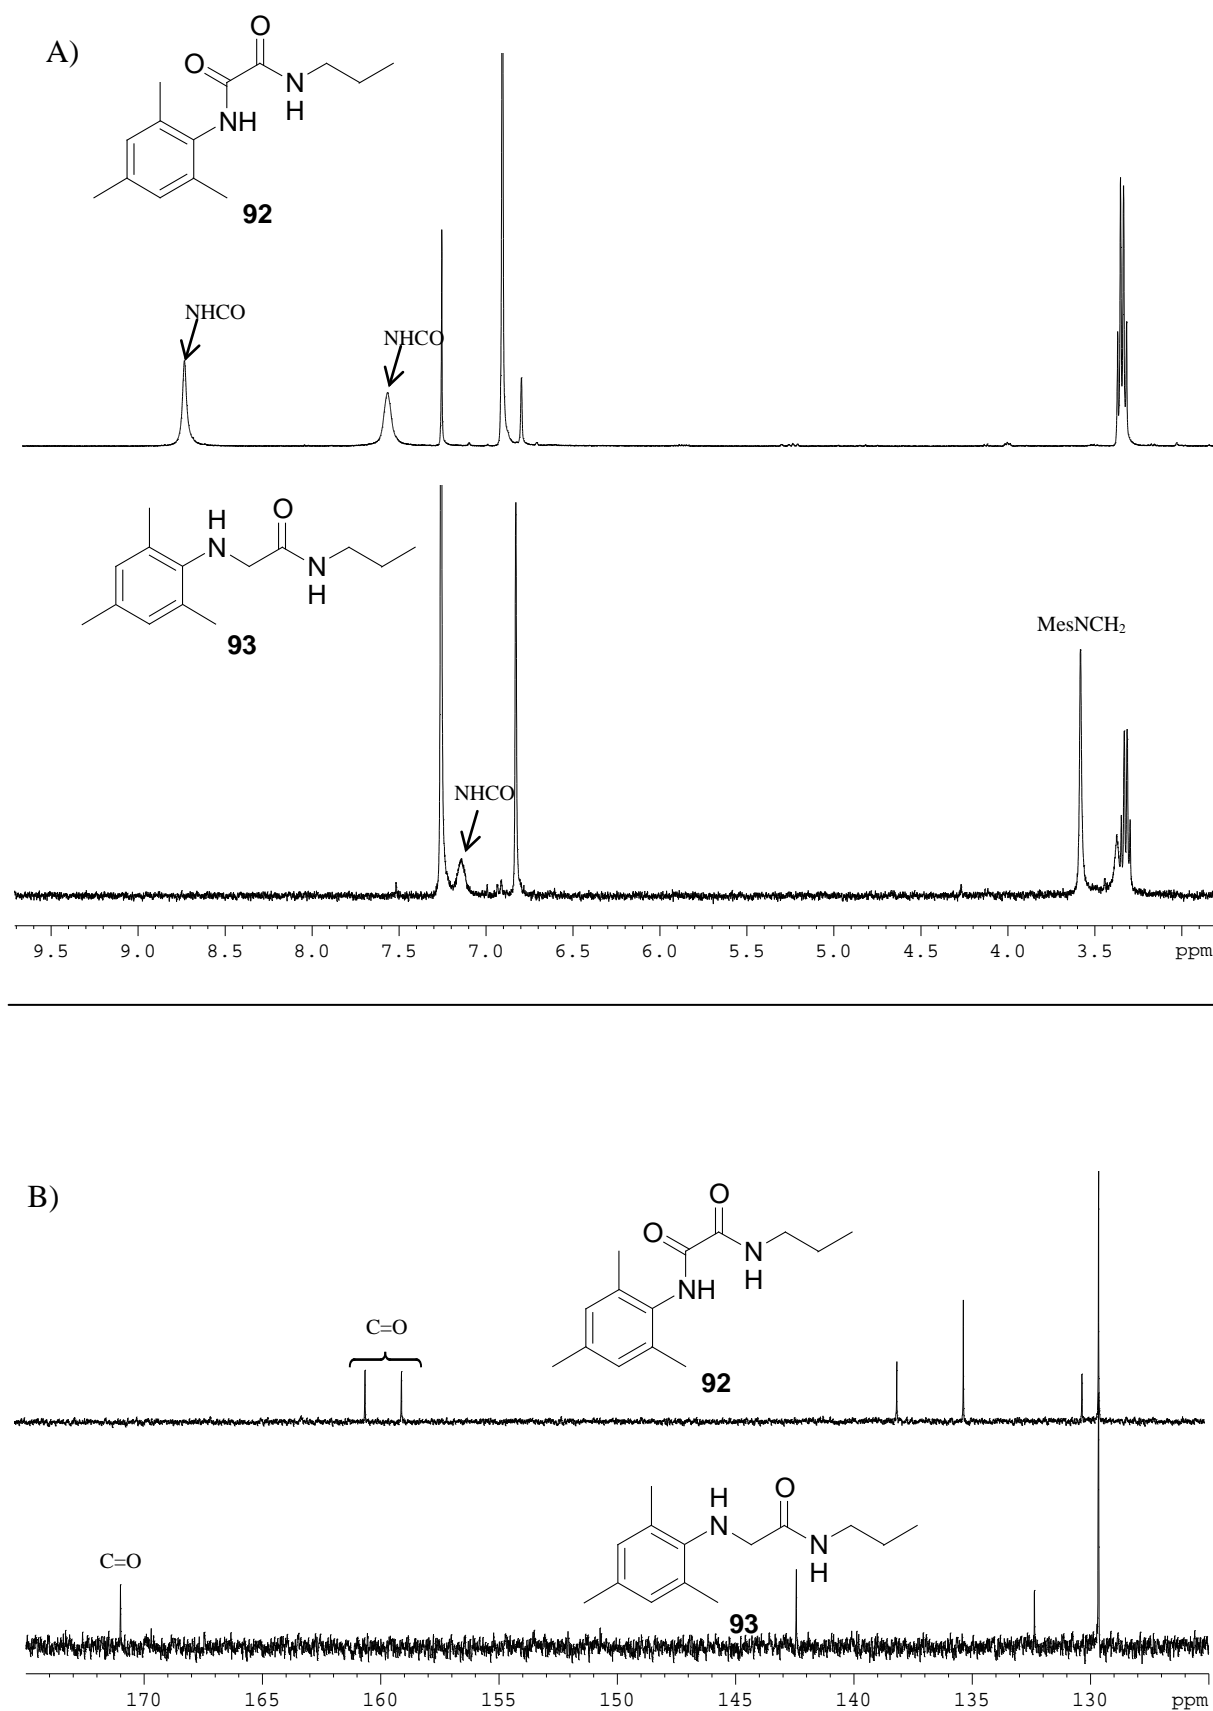 A)
O
O
N
H
NH
92
NHCO
NHCO
H
N
O
N
H
93
MesNCH₂
NHCO
9.5 9.0 8.5 8.0 7.5 7.0 6.5 6.0 5.5 5.0 4.5 4.0 3.5 ppm
B)
O
O
N
H
NH
92
C=O
H
N
O
N
H
93
C=O
170 165 160 155 150 145 140 135 130 ppm